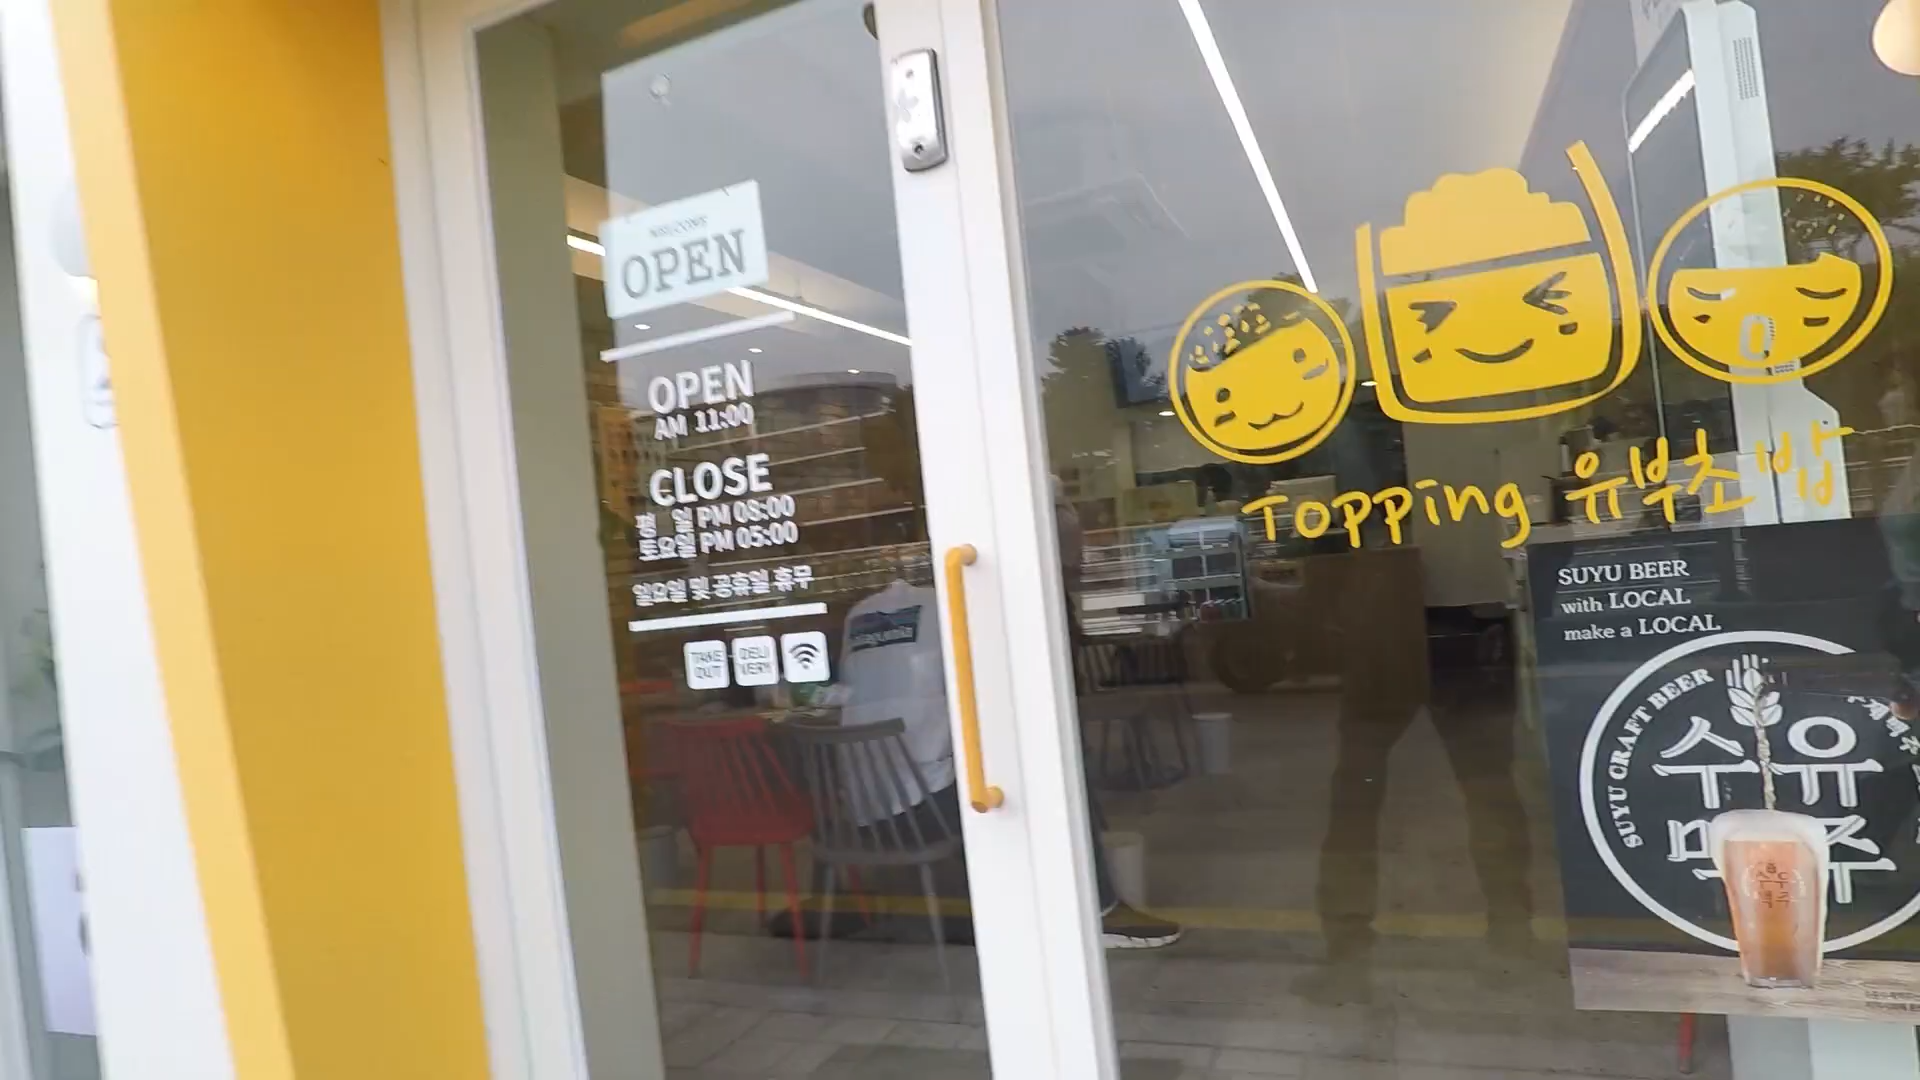 WELCOME
OPEN
OPEN
AM 11:00
CLOSE
평 일 PM 08:00
토요일 PM 05:00
일요일 및 공휴일 휴무
TAKE OUT
DELIVERY
Topping 유부초밥
SUYU BEER
with LOCAL
make a LOCAL
SUYU CRAFT BEER
수유
맥주